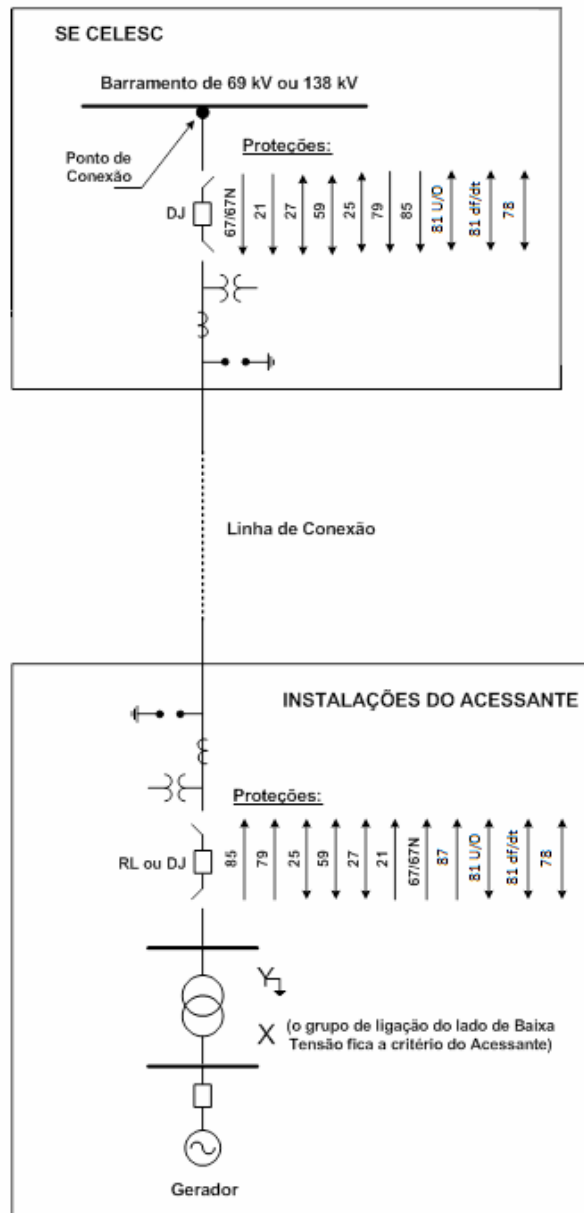 SE CELESC
Barramento de 69 kV ou 138 kV
Ponto de
Conexão
Proteções:
DJ
67/67N
21
27
59
25
79
85
81 U/O
81 df/dt
78
Linha de Conexão
INSTALAÇÕES DO ACESSANTE
Proteções:
RL ou DJ
85
79
25
59
27
21
67/67N
87
81 U/O
81 df/dt
78
Y
X (o grupo de ligação do lado de Baixa
Tensão fica a critério do Acessante)
Gerador